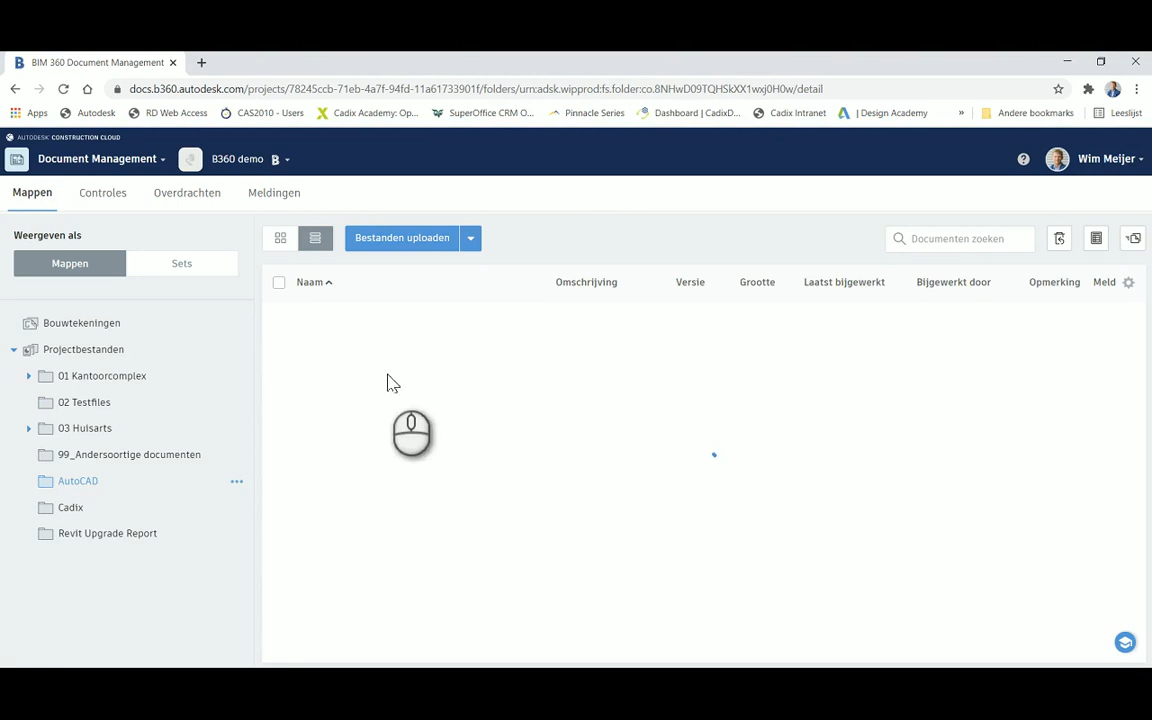 BIM 360 Document Management
docs.b360.autodesk.com/projects/78245ccb-71eb-4a7f-94fd-11a61733901f/folders/urn:adsk.wipprod:fs.folder:co.8NHwD09TQHSkXX1wxj0H0w/detail
Apps Autodesk RD Web Access CAS2010 - Users Cadix Academy: Op... SuperOffice CRM O... Pinnacle Series Dashboard | CadixD... Cadix Intranet | Design Academy » Andere bookmarks Leeslijst
AUTODESK CONSTRUCTION CLOUD
Document Management B360 demo B Wim Meijer
Mappen Controles Overdrachten Meldingen
Weergeven als
Mappen Sets
Bestanden uploaden
Documenten zoeken
Naam Omschrijving Versie Grootte Laatst bijgewerkt Bijgewerkt door Opmerking Meld
Bouwtekeningen
Projectbestanden
01 Kantoorcomplex
02 Testfiles
03 Huisarts
99_Andersoortige documenten
AutoCAD
Cadix
Revit Upgrade Report